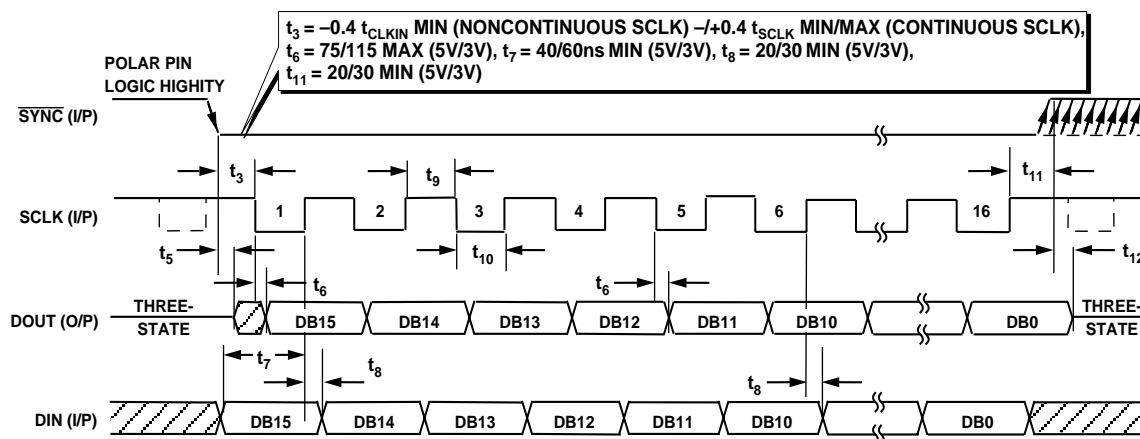 t3 = –0.4 tCLKIN MIN (NONCONTINUOUS SCLK) –/+0.4 tSCLK MIN/MAX (CONTINUOUS SCLK),
t6 = 75/115 MAX (5V/3V), t7 = 40/60ns MIN (5V/3V), t8 = 20/30 MIN (5V/3V),
t11 = 20/30 MIN (5V/3V)
POLAR PIN
LOGIC HIGHITY
SYNC (I/P)
t3 t9 t11
SCLK (I/P) 1 2 3 4 5 6 16
t5 t10 t12
t6 t6
THREE-
STATE
DOUT (O/P) DB15 DB14 DB13 DB12 DB11 DB10 DB0
THREE-
STATE
t7 t8 t8
DIN (I/P) DB15 DB14 DB13 DB12 DB11 DB10 DB0